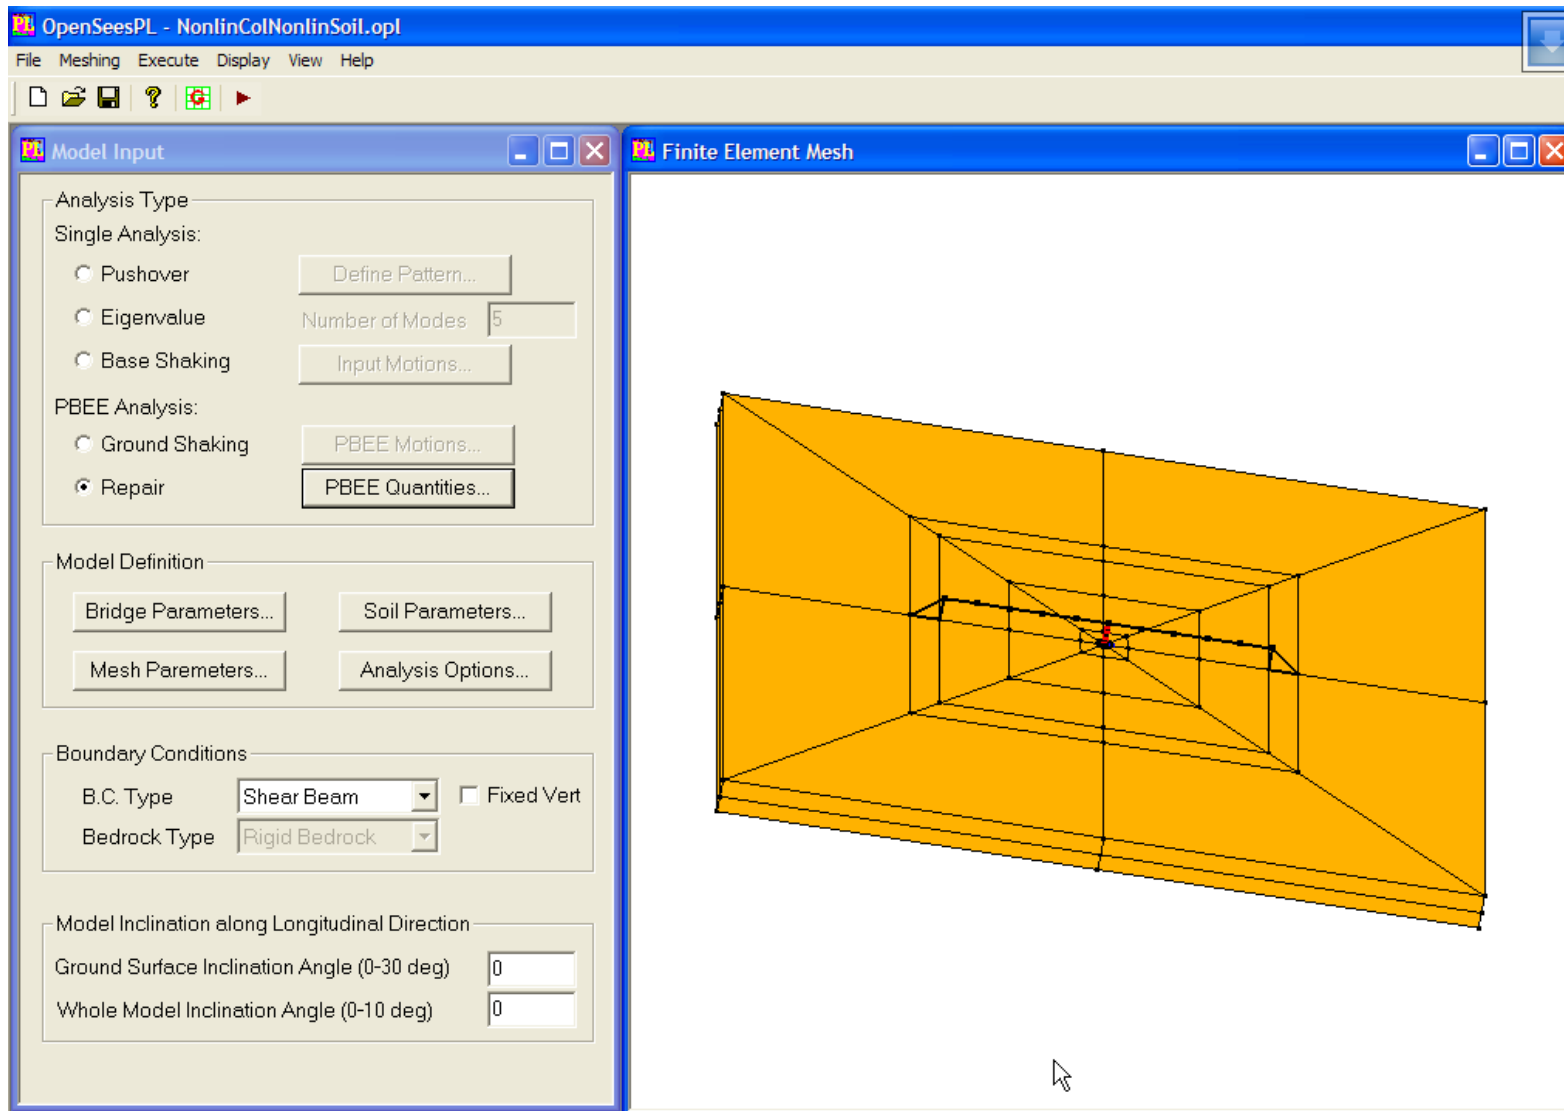 OpenSeesPL - NonlinColNonlinSoil.opl
File Meshing Execute Display View Help
Model Input
Analysis Type
Single Analysis:
Pushover Define Pattern...
Eigenvalue Number of Modes 5
Base Shaking Input Motions...
PBEE Analysis:
Ground Shaking PBEE Motions...
Repair PBEE Quantities...
Model Definition
Bridge Parameters... Soil Parameters...
Mesh Paremeters... Analysis Options...
Boundary Conditions
B.C. Type Shear Beam Fixed Vert
Bedrock Type Rigid Bedrock
Model Inclination along Longitudinal Direction
Ground Surface Inclination Angle (0-30 deg) 0
Whole Model Inclination Angle (0-10 deg) 0
Finite Element Mesh